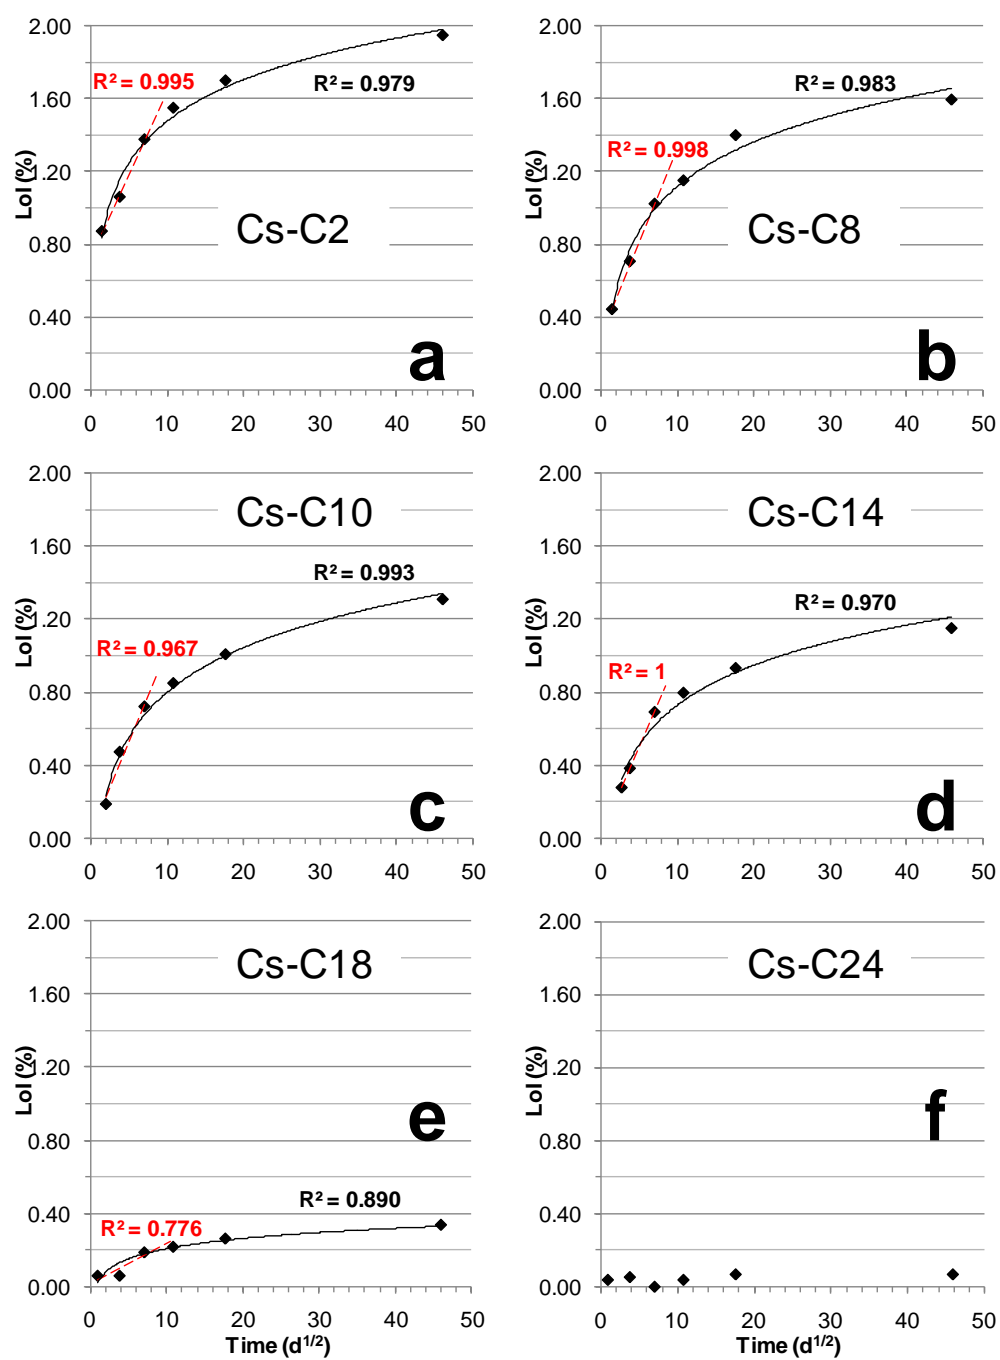 2.00
R² = 0.995
R² = 0.979
1.60
1.20
LoI (%)
Cs-C2
0.80
0.40
a
0.00
0 10 20 30 40 50
2.00
R² = 0.983
1.60
R² = 0.998
1.20
LoI (%)
Cs-C8
0.80
0.40
b
0.00
0 10 20 30 40 50
2.00
Cs-C10
1.60
R² = 0.993
1.20
LoI (%)
R² = 0.967
0.80
0.40
c
0.00
0 10 20 30 40 50
2.00
Cs-C14
1.60
R² = 0.970
1.20
LoI (%)
R² = 1
0.80
0.40
d
0.00
0 10 20 30 40 50
2.00
Cs-C18
1.60
1.20
LoI (%)
e
0.80
0.40
R² = 0.890
R² = 0.776
0.00
0 10 20 30 40 50
Time (d^1/2)
2.00
Cs-C24
1.60
1.20
LoI (%)
f
0.80
0.40
0.00
0 10 20 30 40 50
Time (d^1/2)